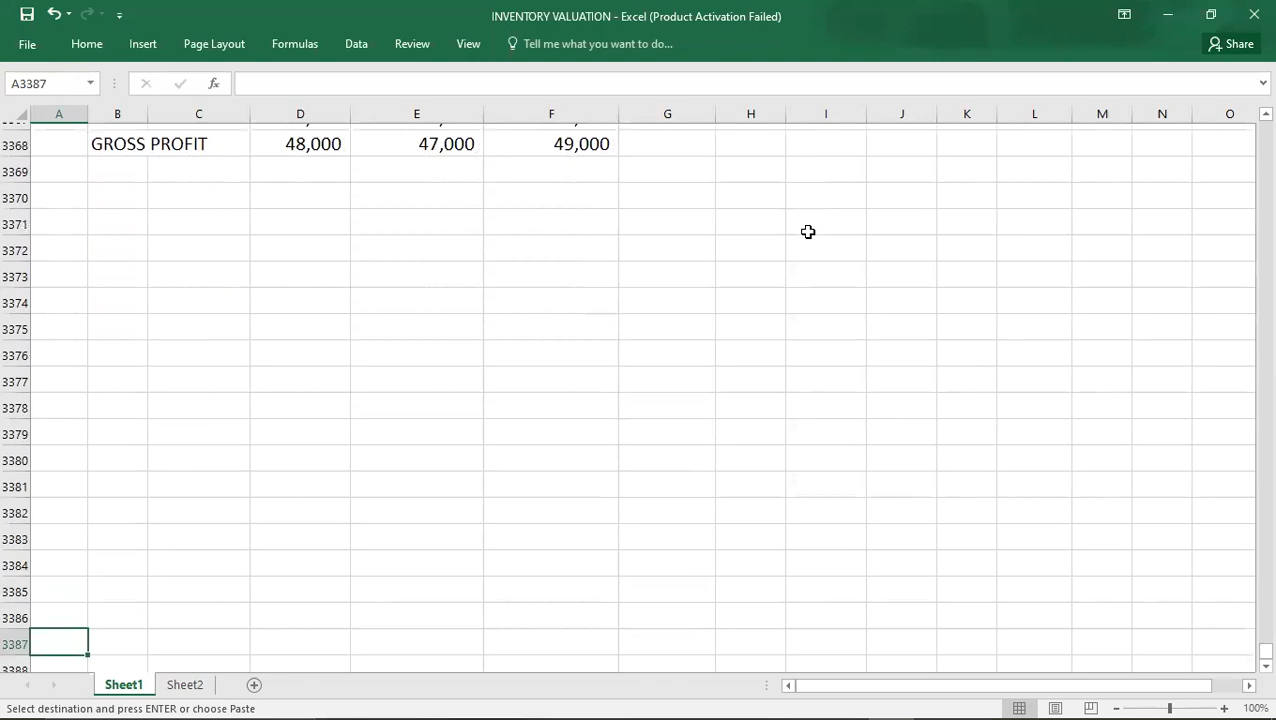 INVENTORY VALUATION - Excel (Product Activation Failed)
File Home Insert Page Layout Formulas Data Review View Tell me what you want to do... Share
A3387 fx
A B C D E F G H I J K L M N O
3368 GROSS PROFIT 48,000 47,000 49,000
3369
3370
3371
3372
3373
3374
3375
3376
3377
3378
3379
3380
3381
3382
3383
3384
3385
3386
3387
3388
Sheet1 Sheet2
Select destination and press ENTER or choose Paste 100%